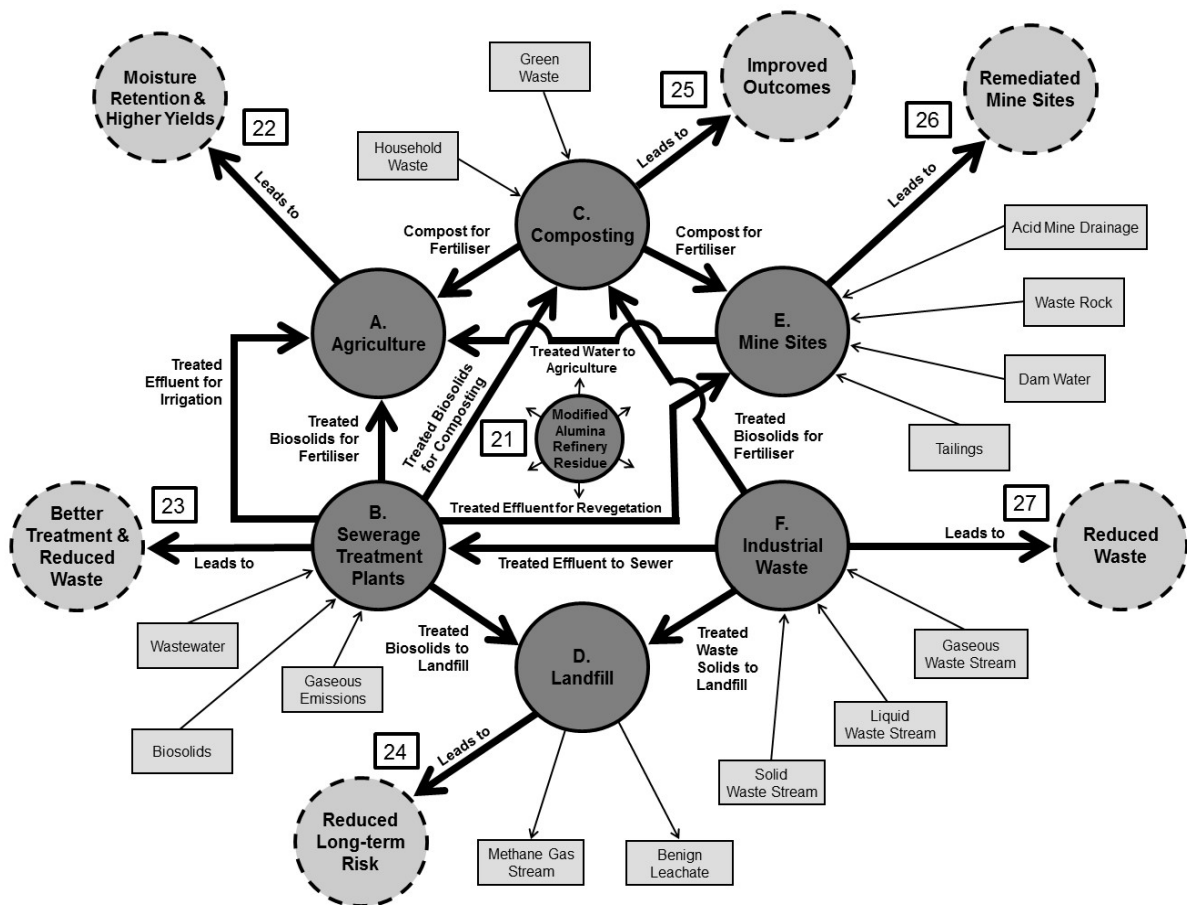 Moisture
Retention &
Higher Yields
22
Green
Waste
25
Improved
Outcomes
Remediated
Mine Sites
26
Household
Waste
Leads to
Leads to
Leads to
C.
Composting
Compost for
Fertiliser
Compost for
Fertiliser
Acid Mine Drainage
Waste Rock
Dam Water
Tailings
A.
Agriculture
E.
Mine Sites
Treated
Effluent for
Irrigation
Treated Water to
Agriculture
Treated
Biosolids for
Fertiliser
Treated Biosolids
for Composting
21
Modified
Alumina
Refinery
Residue
Treated
Biosolids for
Fertiliser
Treated Effluent for Revegetation
23
Better
Treatment &
Reduced
Waste
Leads to
B.
Sewerage
Treatment
Plants
Treated Effluent to Sewer
F.
Industrial
Waste
Leads to
27
Reduced
Waste
Wastewater
Biosolids
Gaseous
Emissions
Treated
Biosolids to
Landfill
D.
Landfill
Treated
Waste
Solids to
Landfill
Gaseous
Waste Stream
Liquid
Waste Stream
Solid
Waste Stream
24
Leads to
Reduced
Long-term
Risk
Methane Gas
Stream
Benign
Leachate